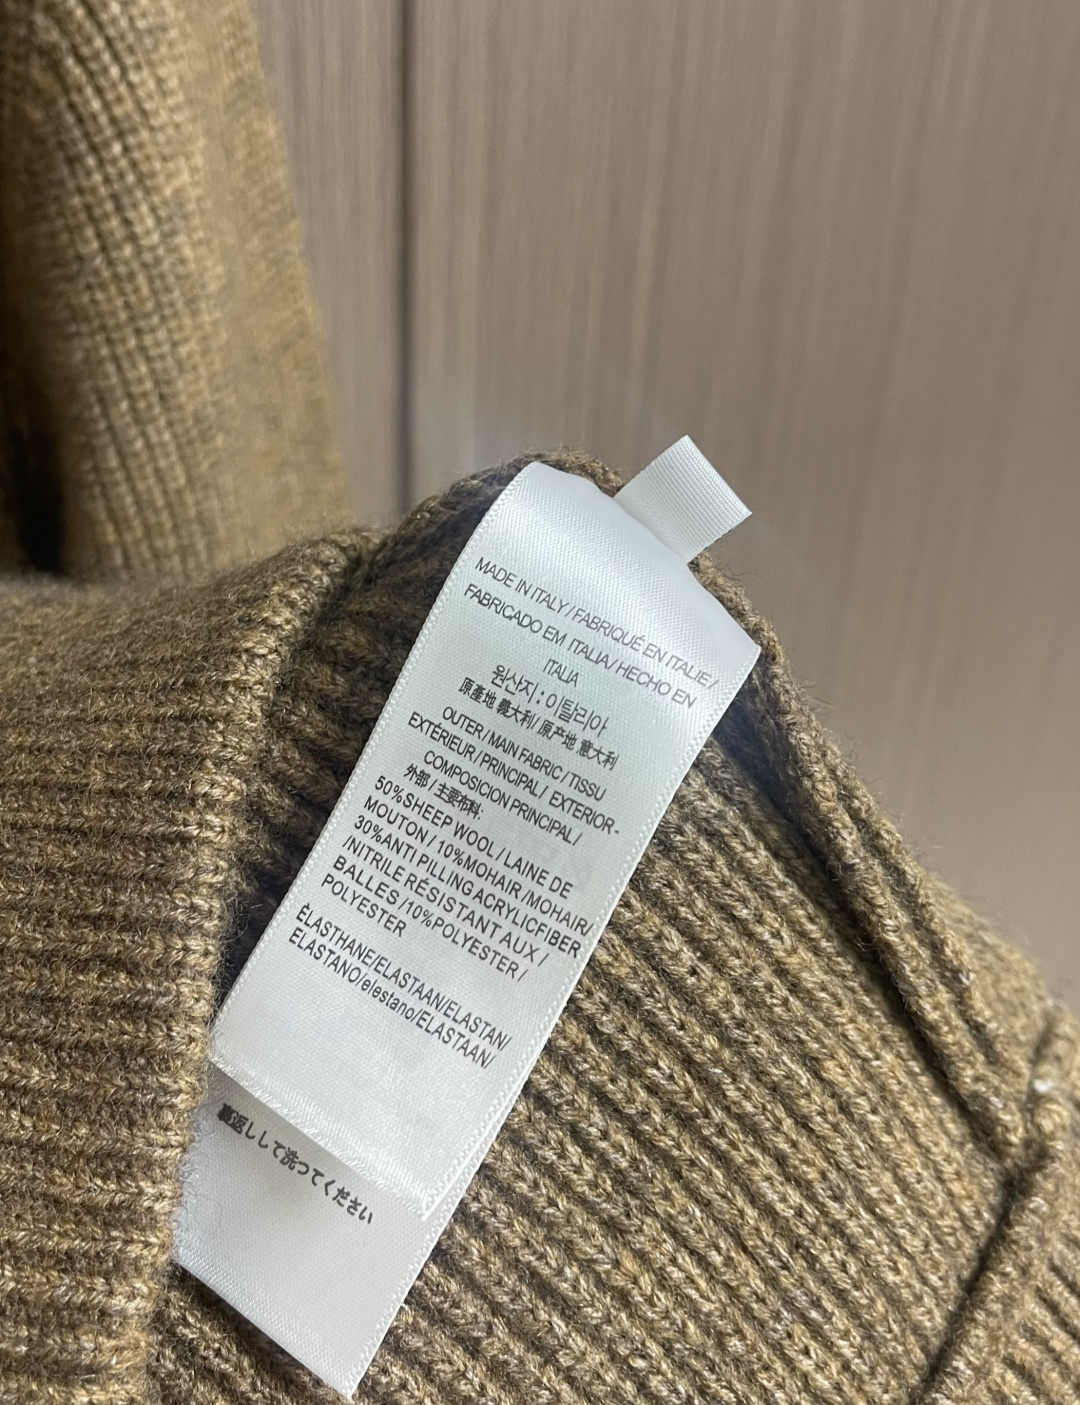 MADE IN ITALY / FABRIQUÉ EN ITALIE /
FABRICADO EM ITALIA / HECHO EN
ITALIA
원산지 : 이탈리아
原產地 義大利 / 原产地 意大利
OUTER / MAIN FABRIC / TISSU
EXTÉRIEUR / PRINCIPAL / EXTERIOR -
COMPOSICION PRINCIPAL /
外部 / 主要布料:
50%SHEEP WOOL / LAINE DE
MOUTON / 10%MOHAIR /MOHAIR/
30%ANTI PILLING ACRYLICFIBER
/NITRILE RÉSISTANT AUX /
BALLES /10%POLYESTER /
POLYESTER
ÈLASTHANE/ELASTAAN/ELASTAN/
ELASTANO/elestano/ELASTAAN/
裏返しして洗ってください